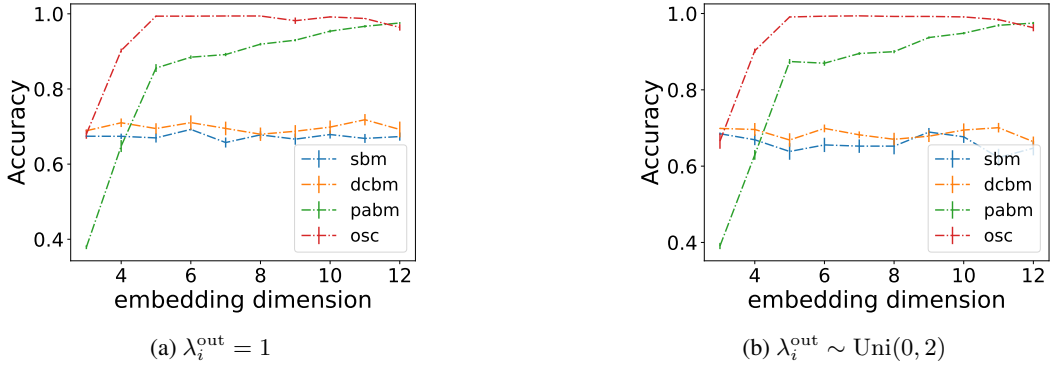 1.0
0.8
0.6
0.4
Accuracy
4 6 8 10 12
embedding dimension
sbm
dcbm
pabm
osc
(a) λ_i^out = 1
1.0
0.8
0.6
0.4
Accuracy
4 6 8 10 12
embedding dimension
sbm
dcbm
pabm
osc
(b) λ_i^out ∼ Uni(0, 2)